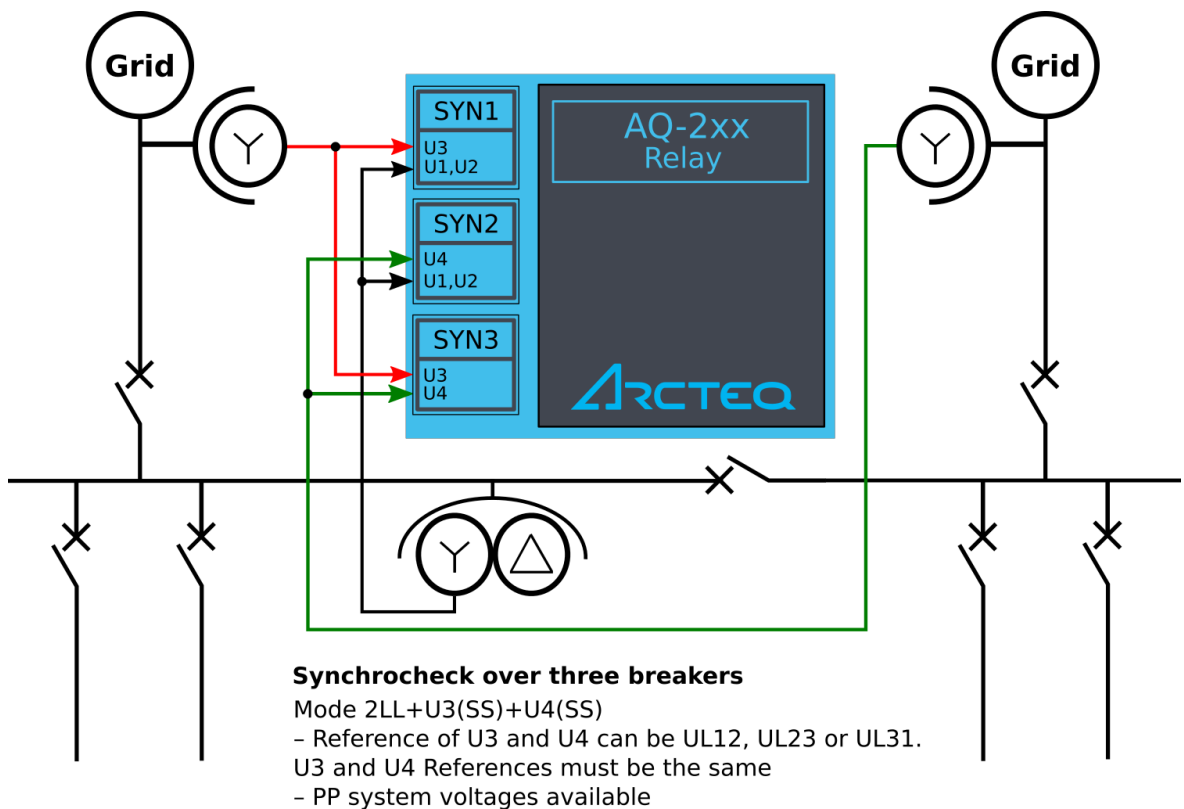 Grid
Grid
SYN1
U3
U1,U2
AQ-2xx
Relay
SYN2
U4
U1,U2
SYN3
U3
U4
ARCTEQ
Synchrocheck over three breakers
Mode 2LL+U3(SS)+U4(SS)
– Reference of U3 and U4 can be UL12, UL23 or UL31.
U3 and U4 References must be the same
– PP system voltages available